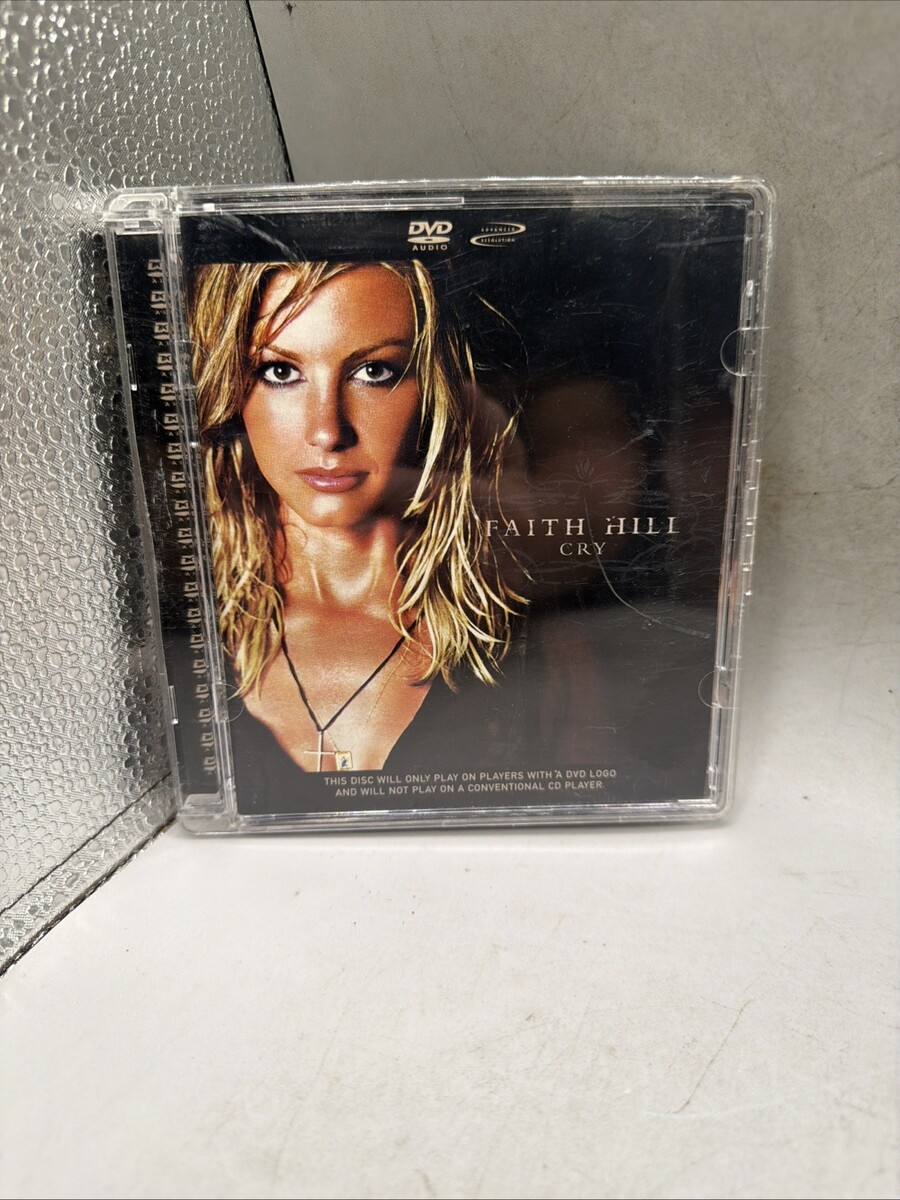 DVD
AUDIO
ADVANCED
RESOLUTION
FAITH HILL
CRY
THIS DISC WILL ONLY PLAY ON PLAYERS WITH A DVD LOGO
AND WILL NOT PLAY ON A CONVENTIONAL CD PLAYER.